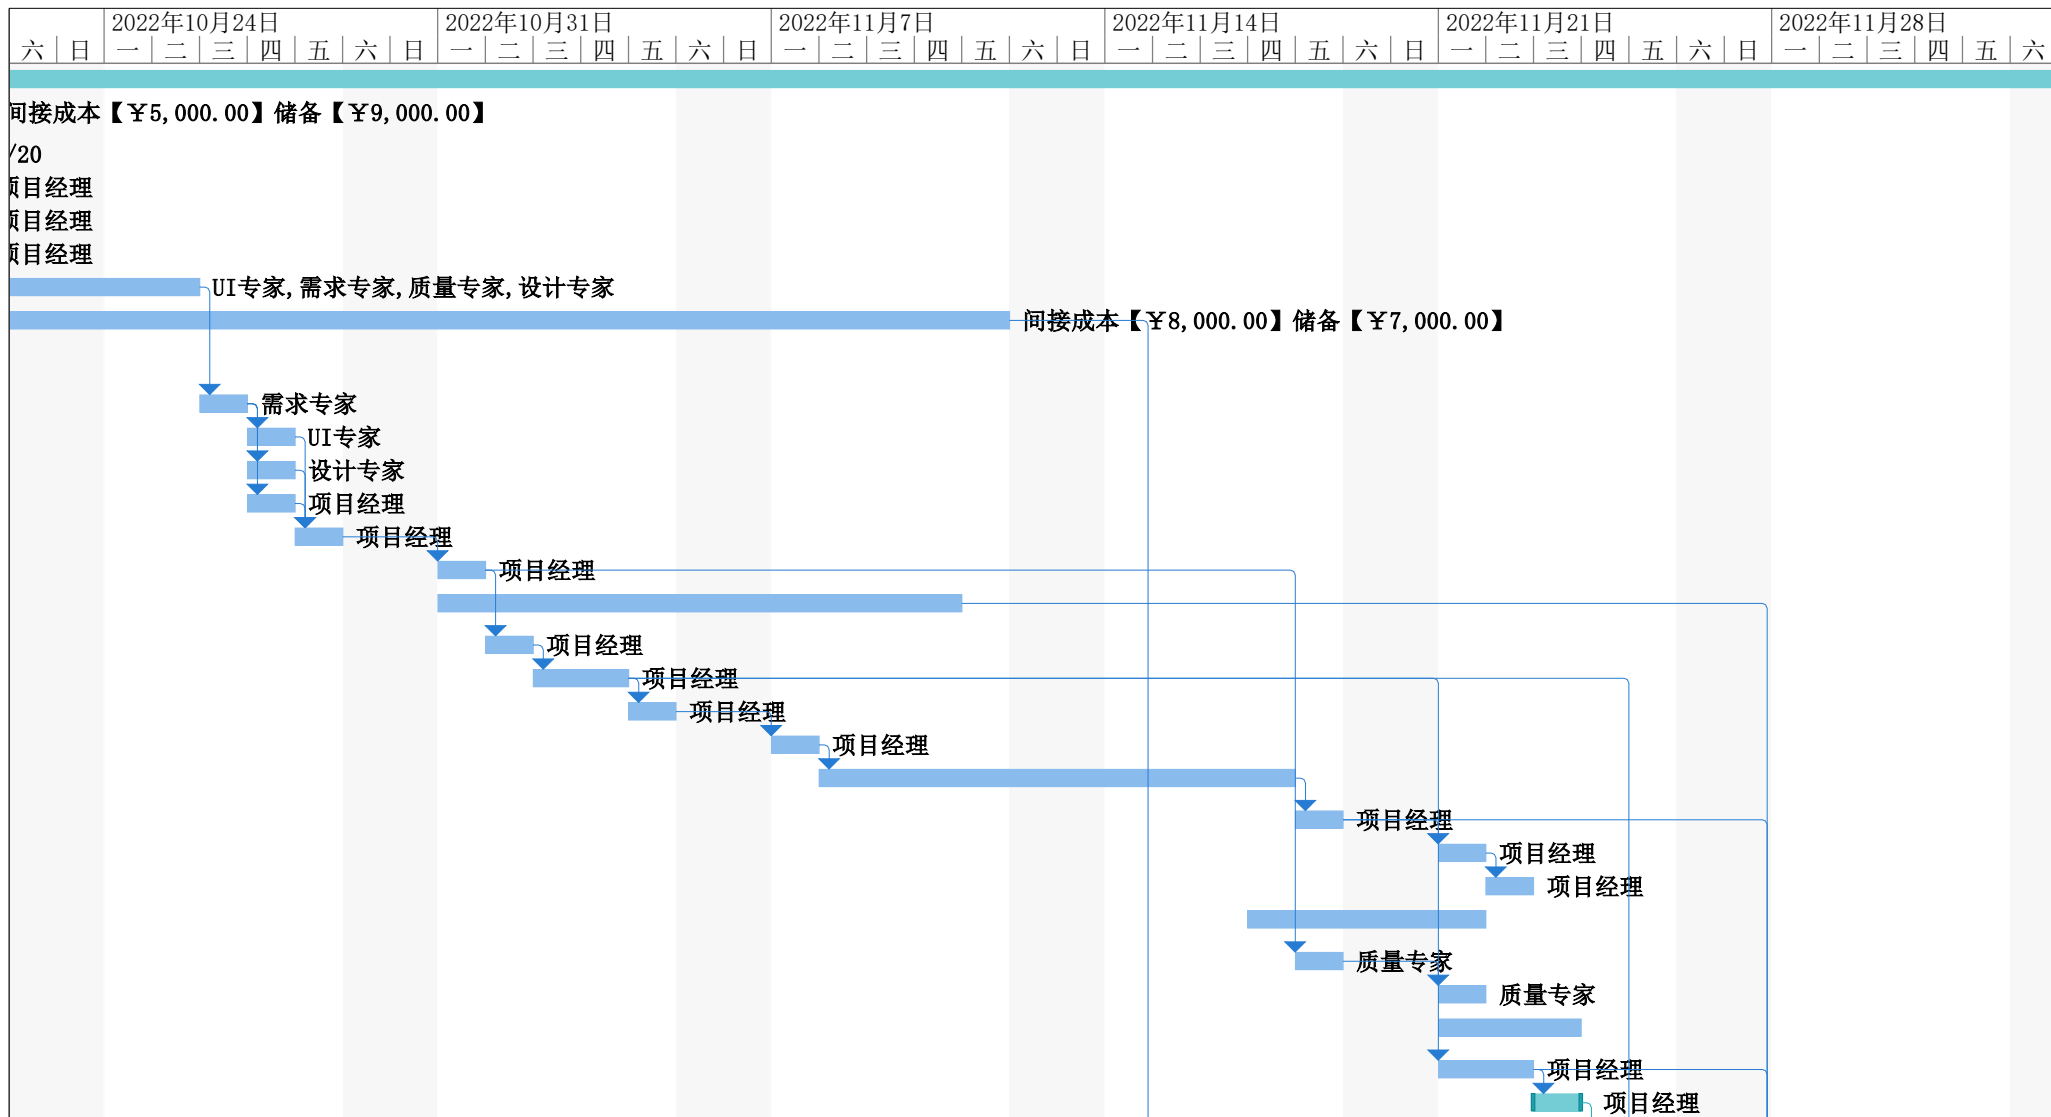 2022年10月24日 2022年10月31日 2022年11月7日 2022年11月14日 2022年11月21日 2022年11月28日
六 日 一 二 三 四 五 六 日 一 二 三 四 五 六 日 一 二 三 四 五 六 日 一 二 三 四 五 六 日 一 二 三 四 五 六 日 一 二 三 四 五 六
间接成本【¥5,000.00】储备【¥9,000.00】
/20
项目经理
项目经理
项目经理
UI专家,需求专家,质量专家,设计专家
间接成本【¥8,000.00】储备【¥7,000.00】
需求专家
UI专家
设计专家
项目经理
项目经理
项目经理
项目经理
项目经理
项目经理
项目经理
项目经理
项目经理
项目经理
质量专家
质量专家
项目经理
项目经理